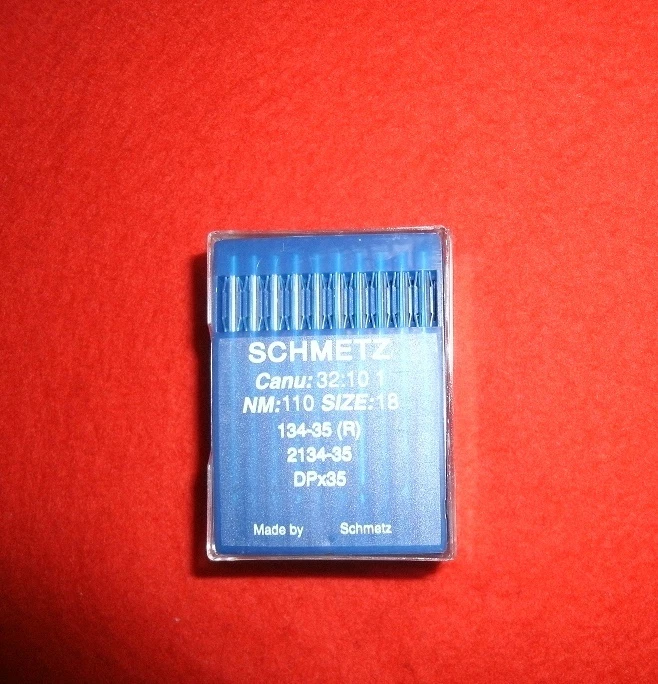 SCHMETZ
Canu: 32:10 1
NM:110 SIZE:18
134-35 (R)
2134-35
DPx35
Made by Schmetz